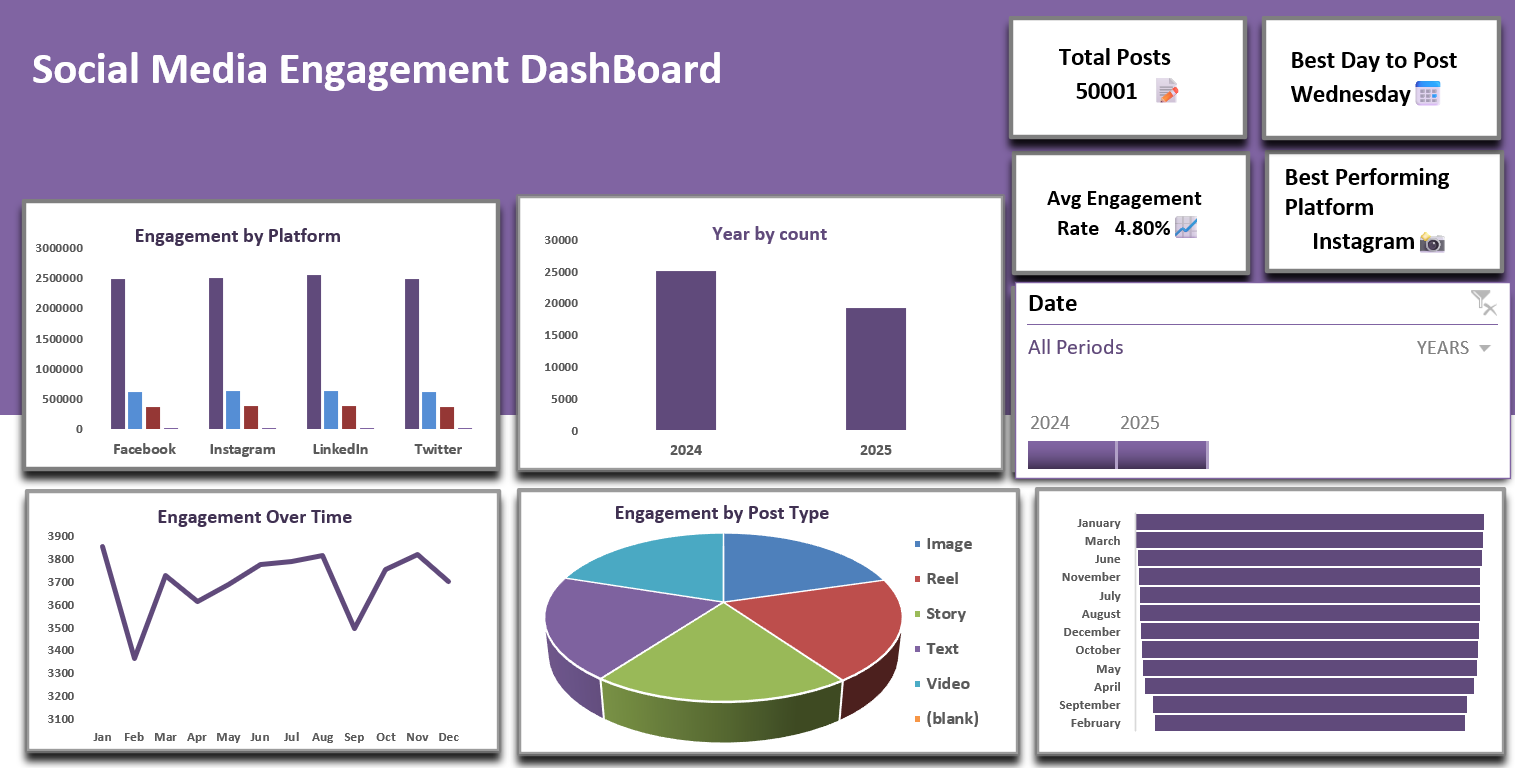 Social Media Engagement DashBoard
Total Posts
50001
Best Day to Post
Wednesday
Avg Engagement
Rate 4.80%
Best Performing
Platform
Instagram
Engagement by Platform
3000000
2500000
2000000
1500000
1000000
500000
0
Facebook Instagram LinkedIn Twitter
Year by count
30000
25000
20000
15000
10000
5000
0
2024 2025
Date
All Periods YEARS
2024 2025
Engagement Over Time
3900
3800
3700
3600
3500
3400
3300
3200
3100
Jan Feb Mar Apr May Jun Jul Aug Sep Oct Nov Dec
Engagement by Post Type
Image
Reel
Story
Text
Video
(blank)
January
March
June
November
July
August
December
October
May
April
September
February